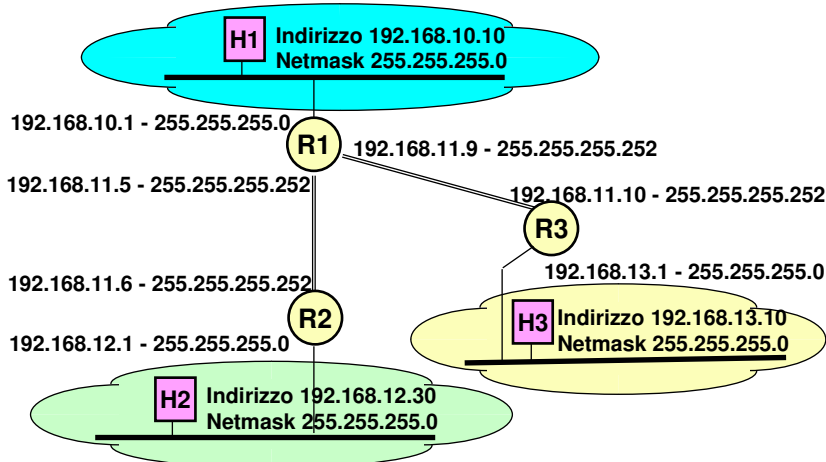 H1
Indirizzo 192.168.10.10
Netmask 255.255.255.0
192.168.10.1 - 255.255.255.0
R1
192.168.11.9 - 255.255.255.252
192.168.11.5 - 255.255.255.252
192.168.11.10 - 255.255.255.252
R3
192.168.13.1 - 255.255.255.0
192.168.11.6 - 255.255.255.252
R2
H3
Indirizzo 192.168.13.10
Netmask 255.255.255.0
192.168.12.1 - 255.255.255.0
H2
Indirizzo 192.168.12.30
Netmask 255.255.255.0